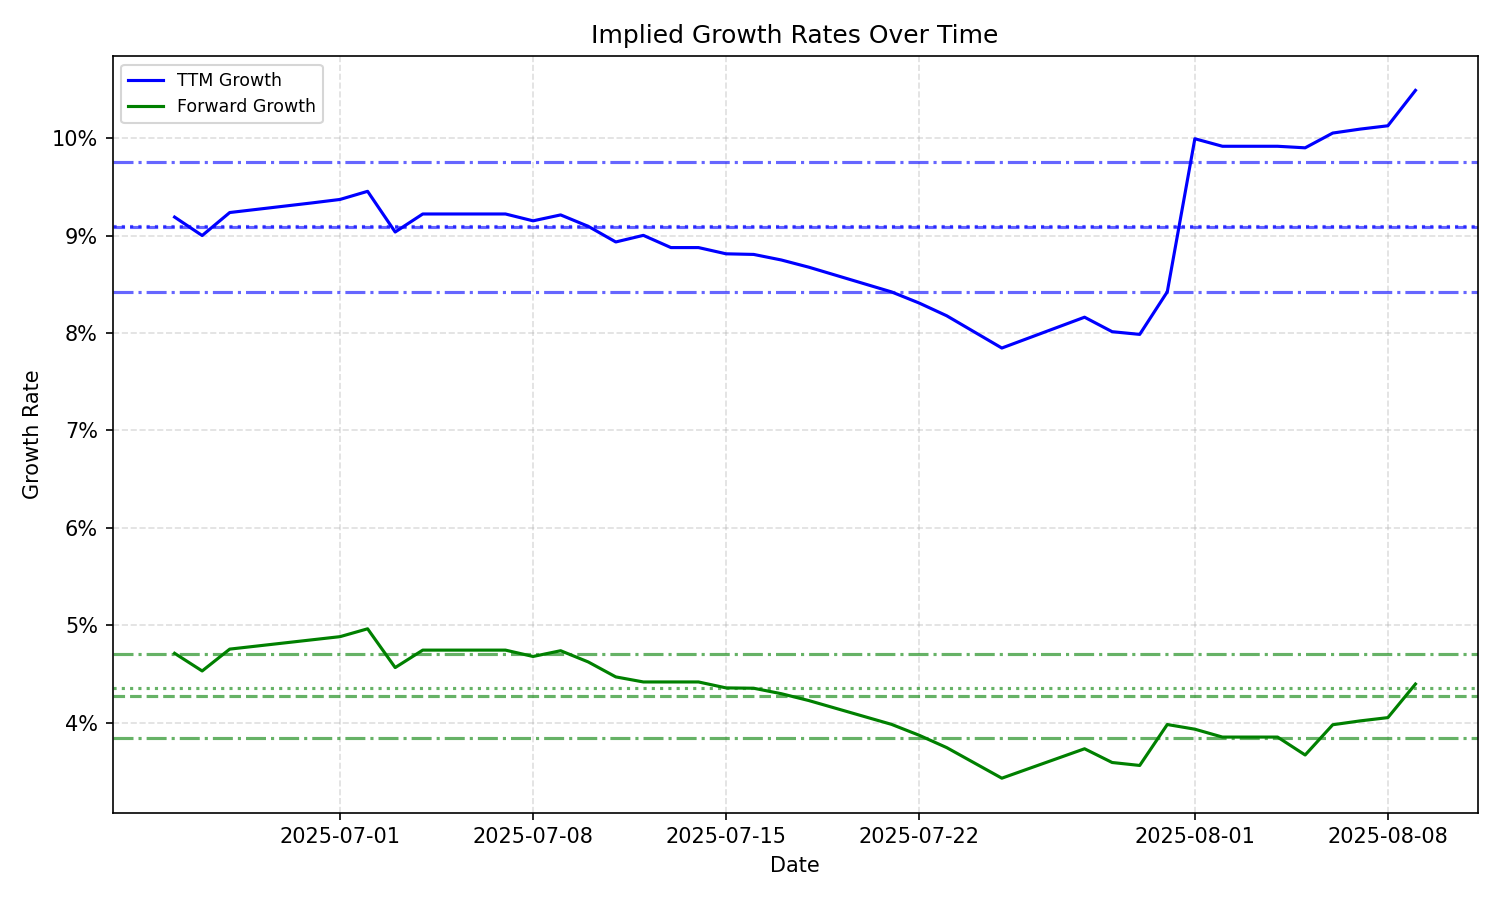 Implied Growth Rates Over Time
TTM Growth
Forward Growth
10%
9%
8%
7%
6%
5%
4%
Growth Rate
2025-07-01
2025-07-08
2025-07-15
2025-07-22
2025-08-01
2025-08-08
Date